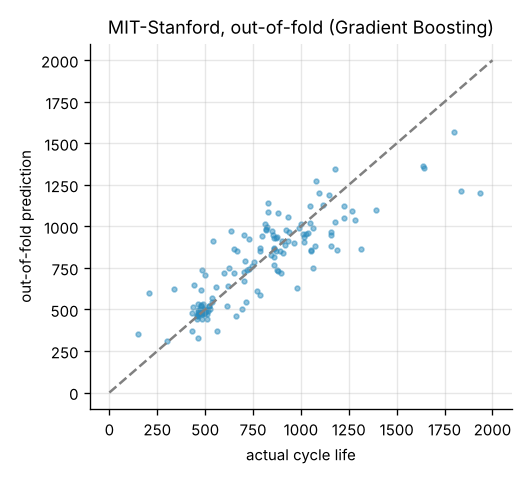 MIT-Stanford, out-of-fold (Gradient Boosting)
2000
1750
1500
1250
1000
750
500
250
0
out-of-fold prediction
0 250 500 750 1000 1250 1500 1750 2000
actual cycle life